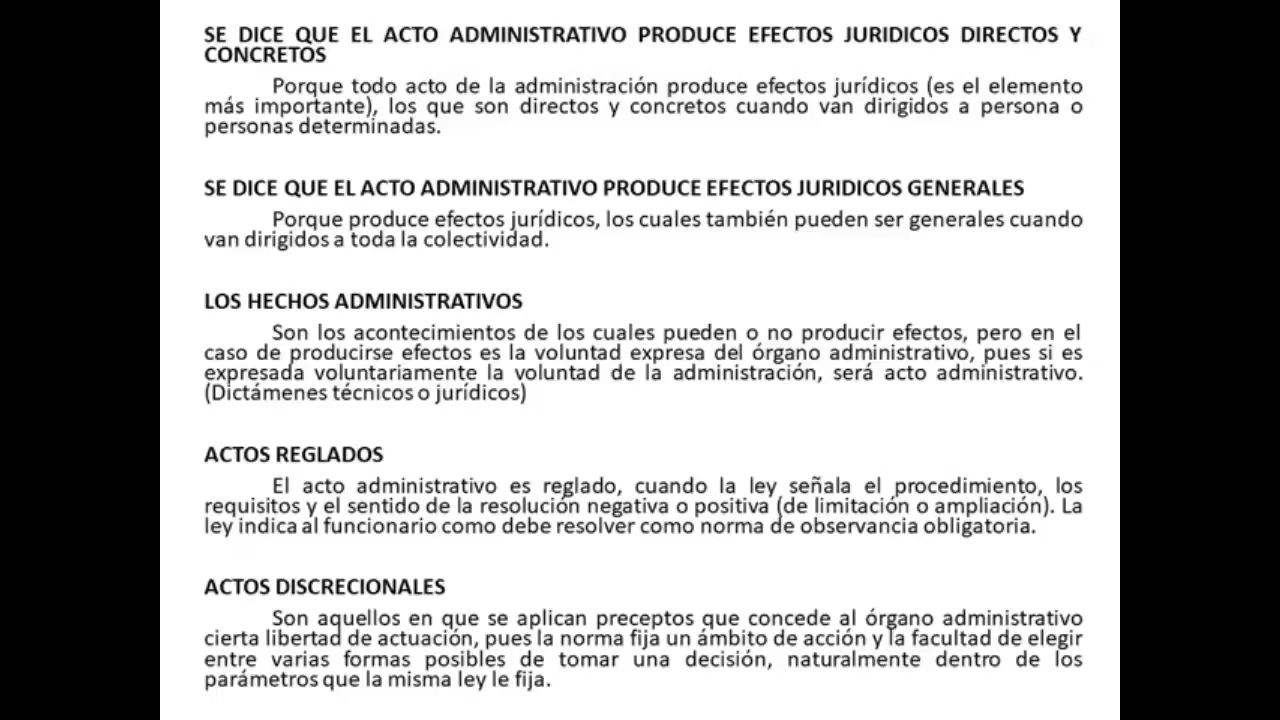 SE DICE QUE EL ACTO ADMINISTRATIVO PRODUCE EFECTOS JURIDICOS DIRECTOS Y
CONCRETOS
Porque todo acto de la administración produce efectos jurídicos (es el elemento
más importante), los que son directos y concretos cuando van dirigidos a persona o
personas determinadas.
SE DICE QUE EL ACTO ADMINISTRATIVO PRODUCE EFECTOS JURIDICOS GENERALES
Porque produce efectos jurídicos, los cuales también pueden ser generales cuando
van dirigidos a toda la colectividad.
LOS HECHOS ADMINISTRATIVOS
Son los acontecimientos de los cuales pueden o no producir efectos, pero en el
caso de producirse efectos es la voluntad expresa del órgano administrativo, pues si es
expresada voluntariamente la voluntad de la administración, será acto administrativo.
(Dictámenes técnicos o jurídicos)
ACTOS REGLADOS
El acto administrativo es reglado, cuando la ley señala el procedimiento, los
requisitos y el sentido de la resolución negativa o positiva (de limitación o ampliación). La
ley indica al funcionario como debe resolver como norma de observancia obligatoria.
ACTOS DISCRECIONALES
Son aquellos en que se aplican preceptos que concede al órgano administrativo
cierta libertad de actuación, pues la norma fija un ámbito de acción y la facultad de elegir
entre varias formas posibles de tomar una decisión, naturalmente dentro de los
parámetros que la misma ley le fija.